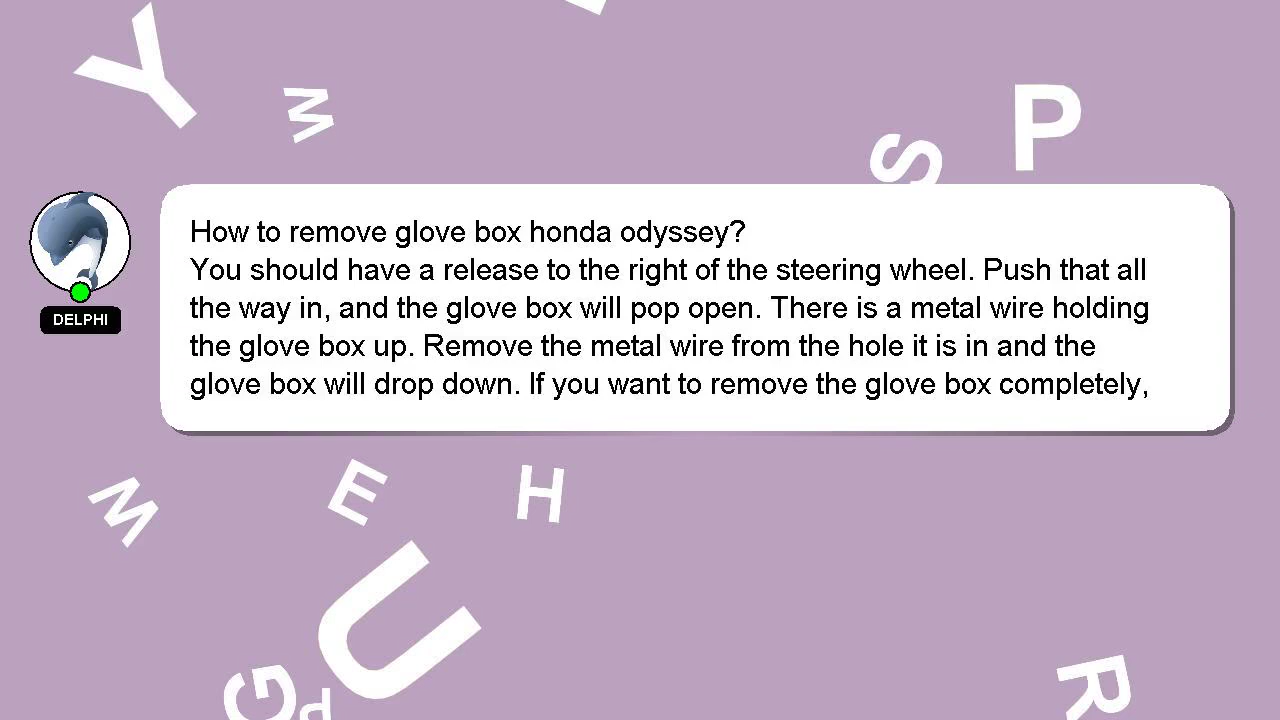 Y
W
P
S
How to remove glove box honda odyssey?
You should have a release to the right of the steering wheel. Push that all
the way in, and the glove box will pop open. There is a metal wire holding
the glove box up. Remove the metal wire from the hole it is in and the
glove box will drop down. If you want to remove the glove box completely,
DELPHI
W
E
H
U
G
R